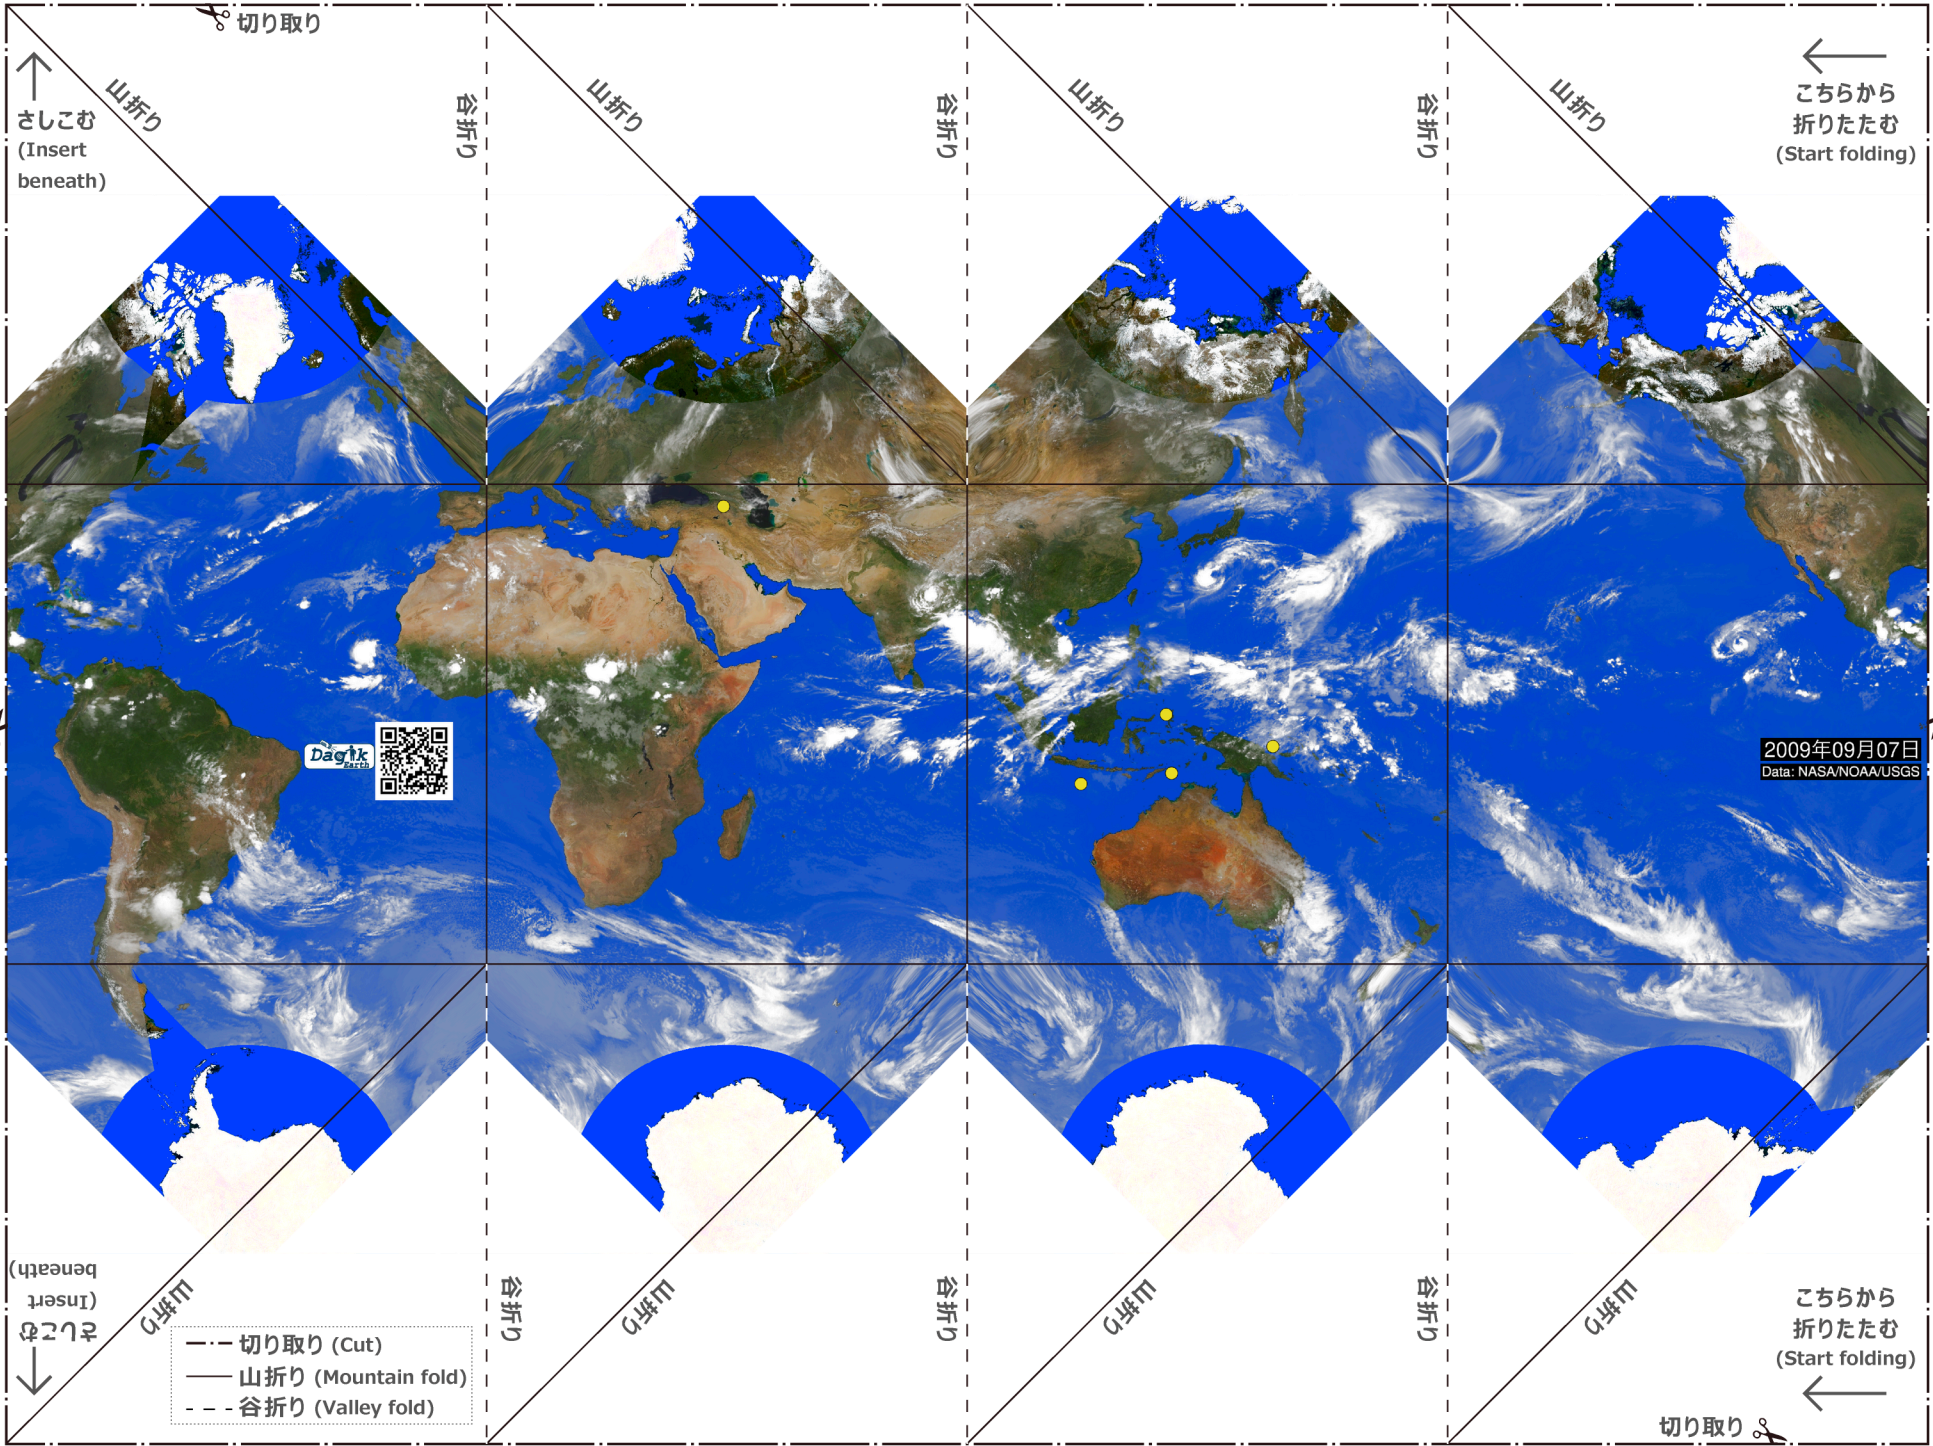 切り取り
山折り
谷折り
山折り
谷折り
山折り
谷折り
山折り
さしこむ
(Insert
beneath)
こちらから
折りたたむ
(Start folding)
Dagik
Earth
2009年09月07日
Data: NASA/NOAA/USGS
さしこむ
(Insert
beneath)
山折り
谷折り
山折り
谷折り
山折り
谷折り
山折り
切り取り (Cut)
山折り (Mountain fold)
谷折り (Valley fold)
こちらから
折りたたむ
(Start folding)
切り取り